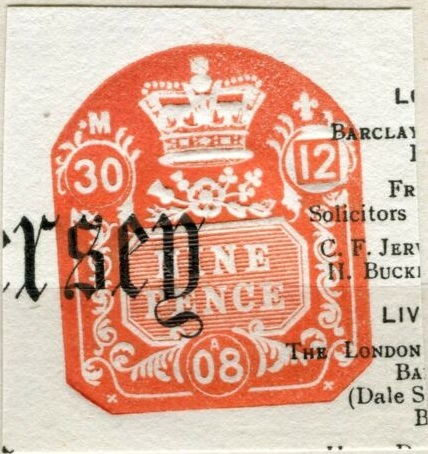 M
30
12
NINE
PENCE
A
08
LO
BARCLAY
FR
Solicitors
C. F. JERV
H. BUCKI
LIV
THE LONDON
BA
(Dale S
B
ersey